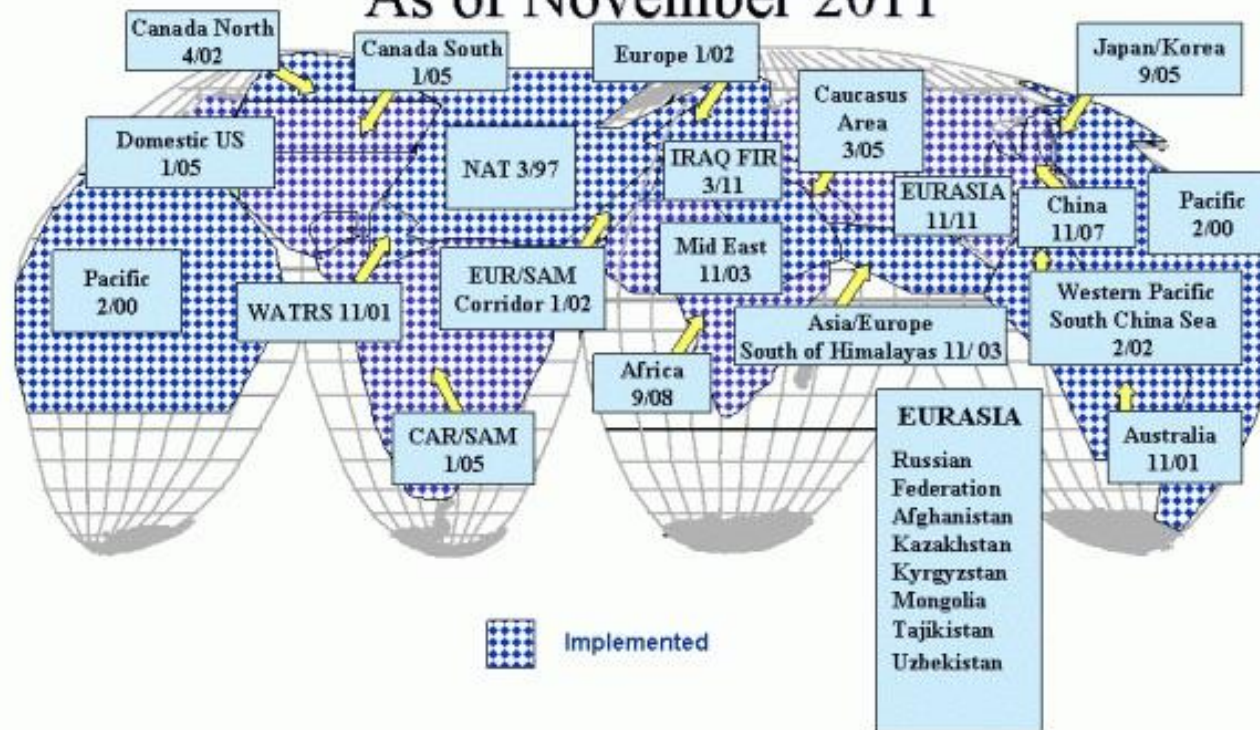 As of November 2011
Canada North
4/02
Canada South
1/05
Europe 1/02
Japan/Korea
9/05
Caucasus
Area
3/05
Domestic US
1/05
NAT 3/97
IRAQ FIR
3/11
EURASIA
11/11
China
11/07
Pacific
2/00
Pacific
2/00
Mid East
11/03
WATRS 11/01
EUR/SAM
Corridor 1/02
Western Pacific
South China Sea
2/02
Asia/Europe
South of Himalayas 11/ 03
Africa
9/08
CAR/SAM
1/05
Australia
11/01
EURASIA
Russian
Federation
Afghanistan
Kazakhstan
Kyrgyzstan
Mongolia
Tajikistan
Uzbekistan
Implemented